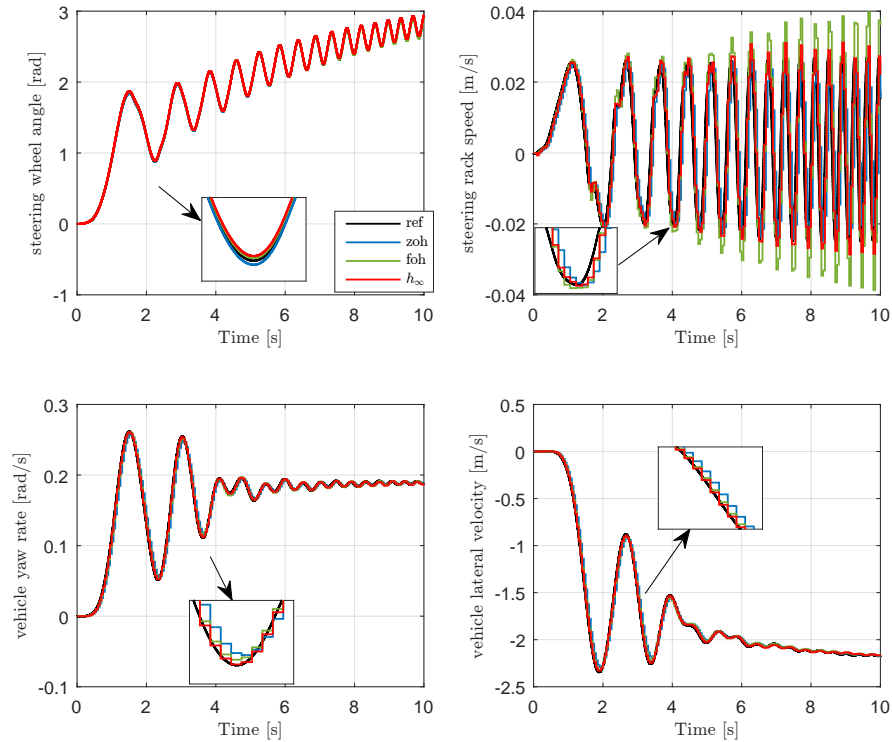 steering wheel angle [rad]
3
2
1
0
-1
0 2 4 6 8 10
Time [s]
ref
zoh
foh
h∞
steering rack speed [m/s]
0.04
0.02
0
-0.02
-0.04
0 2 4 6 8 10
Time [s]
vehicle yaw rate [rad/s]
0.3
0.2
0.1
0
-0.1
0 2 4 6 8 10
Time [s]
vehicle lateral velocity [m/s]
0.5
0
-0.5
-1
-1.5
-2
-2.5
0 2 4 6 8 10
Time [s]